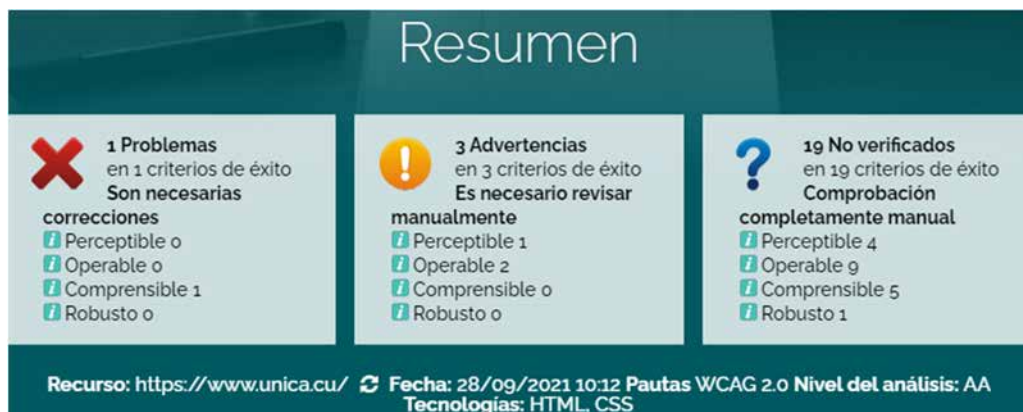 Resumen
1 Problemas
en 1 criterios de éxito
Son necesarias
correcciones
Perceptible 0
Operable 0
Comprensible 1
Robusto 0
3 Advertencias
en 3 criterios de éxito
Es necesario revisar
manualmente
Perceptible 1
Operable 2
Comprensible 0
Robusto 0
19 No verificados
en 19 criterios de éxito
Comprobación
completamente manual
Perceptible 4
Operable 9
Comprensible 5
Robusto 1
Recurso: https://www.unica.cu/ Fecha: 28/09/2021 10:12 Pautas WCAG 2.0 Nivel del análisis: AA
Tecnologías: HTML, CSS